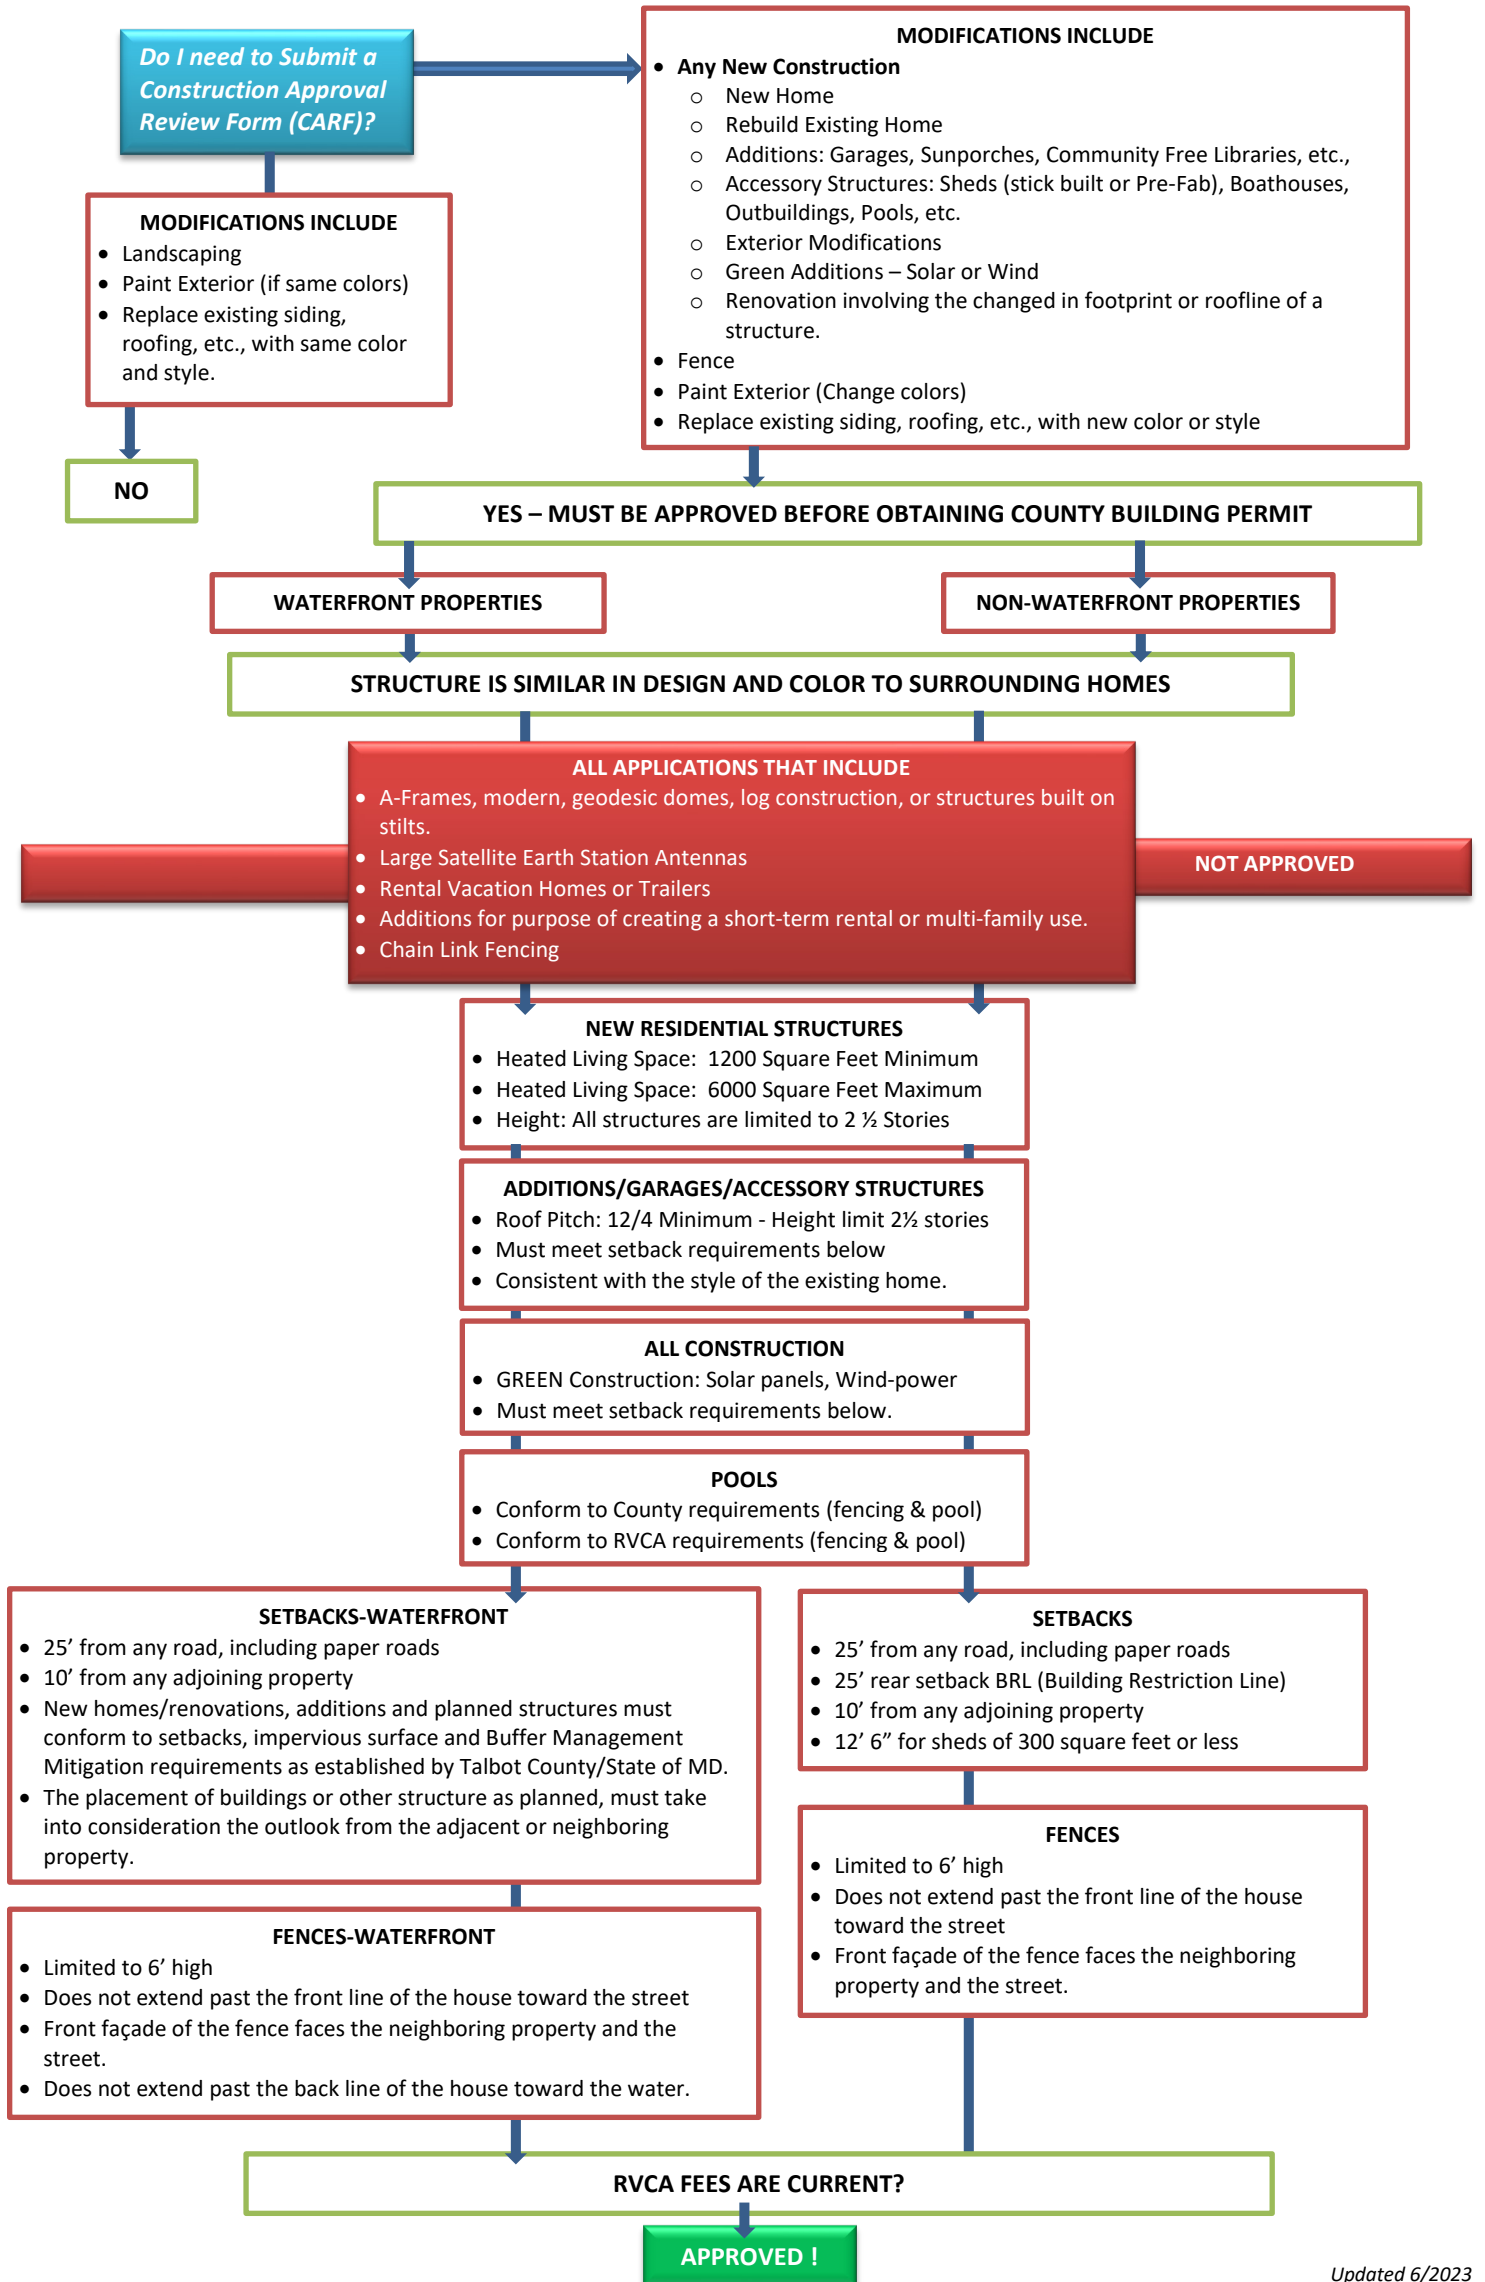 Do I need to Submit a
Construction Approval
Review Form (CARF)?
MODIFICATIONS INCLUDE
• Landscaping
• Paint Exterior (if same colors)
• Replace existing siding,
roofing, etc., with same color
and style.
NO
MODIFICATIONS INCLUDE
• Any New Construction
o New Home
o Rebuild Existing Home
o Additions: Garages, Sunporches, Community Free Libraries, etc.,
o Accessory Structures: Sheds (stick built or Pre-Fab), Boathouses,
Outbuildings, Pools, etc.
o Exterior Modifications
o Green Additions – Solar or Wind
o Renovation involving the changed in footprint or roofline of a
structure.
• Fence
• Paint Exterior (Change colors)
• Replace existing siding, roofing, etc., with new color or style
YES – MUST BE APPROVED BEFORE OBTAINING COUNTY BUILDING PERMIT
WATERFRONT PROPERTIES
NON-WATERFRONT PROPERTIES
STRUCTURE IS SIMILAR IN DESIGN AND COLOR TO SURROUNDING HOMES
ALL APPLICATIONS THAT INCLUDE
• A-Frames, modern, geodesic domes, log construction, or structures built on
stilts.
• Large Satellite Earth Station Antennas
• Rental Vacation Homes or Trailers
• Additions for purpose of creating a short-term rental or multi-family use.
• Chain Link Fencing
NOT APPROVED
NEW RESIDENTIAL STRUCTURES
• Heated Living Space: 1200 Square Feet Minimum
• Heated Living Space: 6000 Square Feet Maximum
• Height: All structures are limited to 2 ½ Stories
ADDITIONS/GARAGES/ACCESSORY STRUCTURES
• Roof Pitch: 12/4 Minimum - Height limit 2½ stories
• Must meet setback requirements below
• Consistent with the style of the existing home.
ALL CONSTRUCTION
• GREEN Construction: Solar panels, Wind-power
• Must meet setback requirements below.
POOLS
• Conform to County requirements (fencing & pool)
• Conform to RVCA requirements (fencing & pool)
SETBACKS-WATERFRONT
• 25’ from any road, including paper roads
• 10’ from any adjoining property
• New homes/renovations, additions and planned structures must
conform to setbacks, impervious surface and Buffer Management
Mitigation requirements as established by Talbot County/State of MD.
• The placement of buildings or other structure as planned, must take
into consideration the outlook from the adjacent or neighboring
property.
FENCES-WATERFRONT
• Limited to 6’ high
• Does not extend past the front line of the house toward the street
• Front façade of the fence faces the neighboring property and the
street.
• Does not extend past the back line of the house toward the water.
SETBACKS
• 25’ from any road, including paper roads
• 25’ rear setback BRL (Building Restriction Line)
• 10’ from any adjoining property
• 12’ 6” for sheds of 300 square feet or less
FENCES
• Limited to 6’ high
• Does not extend past the front line of the house
toward the street
• Front façade of the fence faces the neighboring
property and the street.
RVCA FEES ARE CURRENT?
APPROVED !
Updated 6/2023